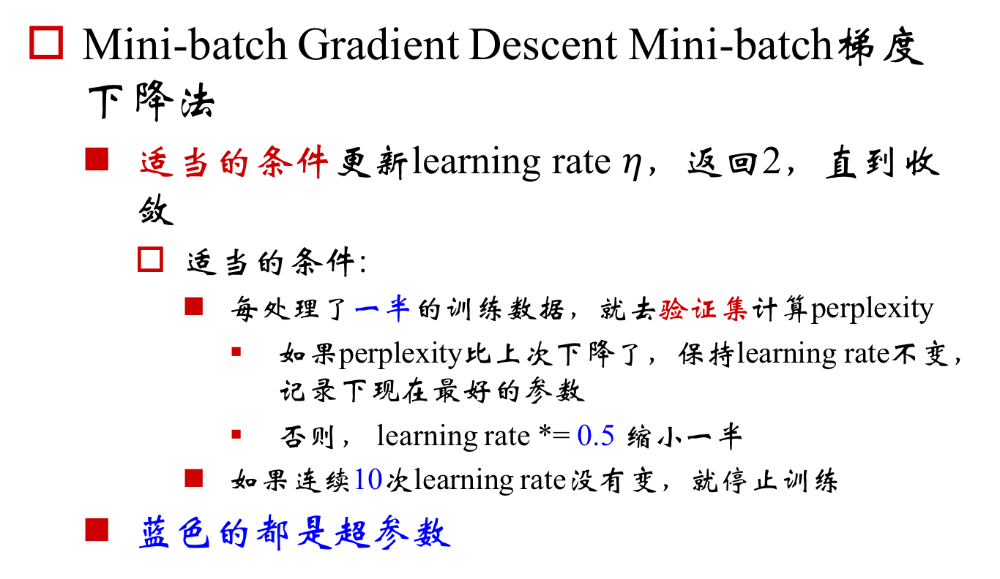 Mini-batch Gradient Descent Mini-batch梯度
下降法
适当的条件更新learning rate η，返回2，直到收
敛
适当的条件:
每处理了一半的训练数据，就去验证集计算perplexity
如果perplexity比上次下降了，保持learning rate不变，
记录下现在最好的参数
否则， learning rate *= 0.5 缩小一半
如果连续10次learning rate没有变，就停止训练
蓝色的都是超参数